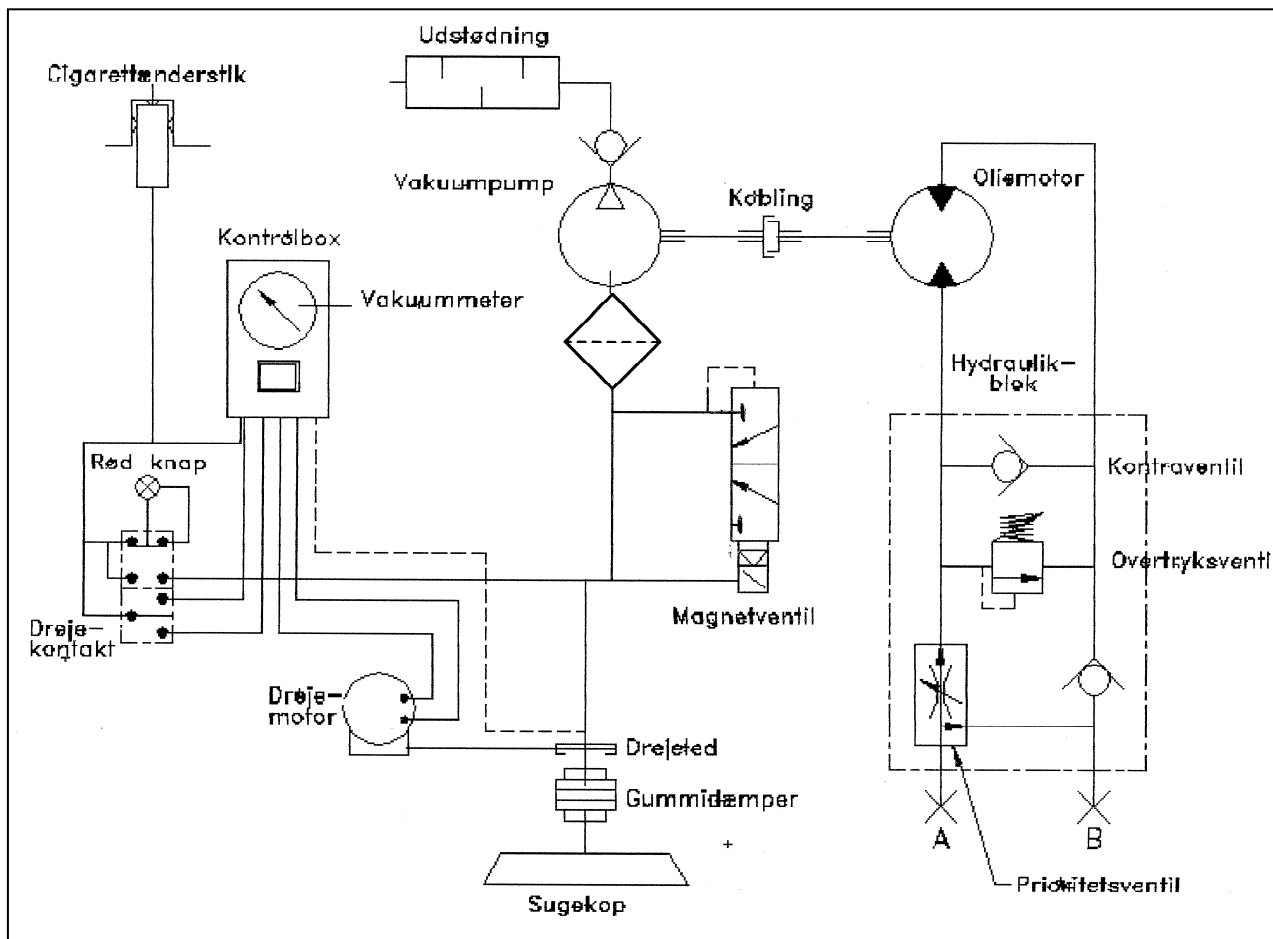 Udstødning
Cigarettænderstik
Vakuumpump
Oliemotor
Kobling
Kontrolbox
Vakuummeter
Hydraulik-
blok
Rød knap
Kontraventil
Overtryksventi
Magnetventil
Dreje-
kontakt
Dreje-
motor
Drejeled
Gummidæmper
A
B
Prioritetsventil
Sugekop